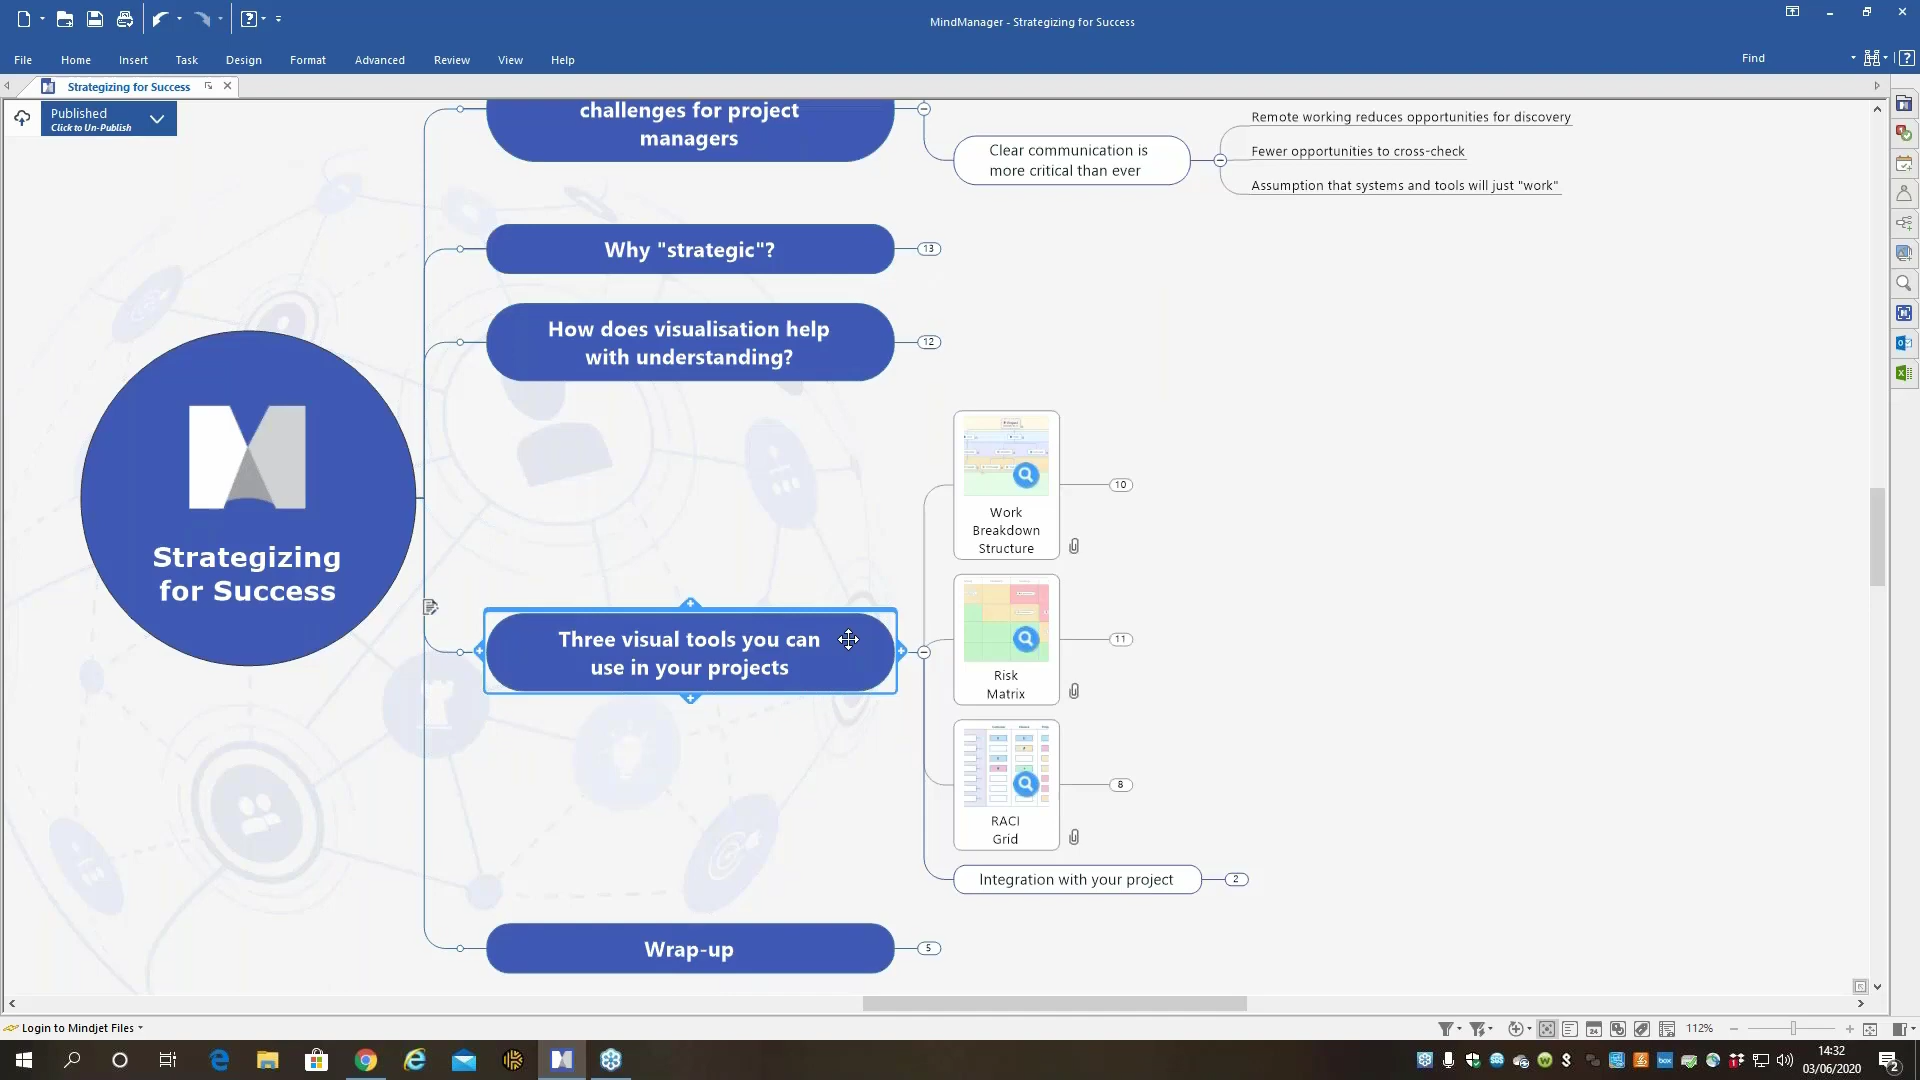 MindManager - Strategizing for Success
File
Home
Insert
Task
Design
Format
Advanced
Review
View
Help
Find
Strategizing for Success
Published
Click to Un-Publish
challenges for project
managers
Clear communication is
more critical than ever
Remote working reduces opportunities for discovery
Fewer opportunities to cross-check
Assumption that systems and tools will just "work"
Why "strategic"?
13
How does visualisation help
with understanding?
12
Strategizing
for Success
Work
Breakdown
Structure
10
Three visual tools you can
use in your projects
Risk
Matrix
11
RACI
Grid
8
Integration with your project
2
Wrap-up
5
Login to Mindjet Files
112%
14:32
03/06/2020
2